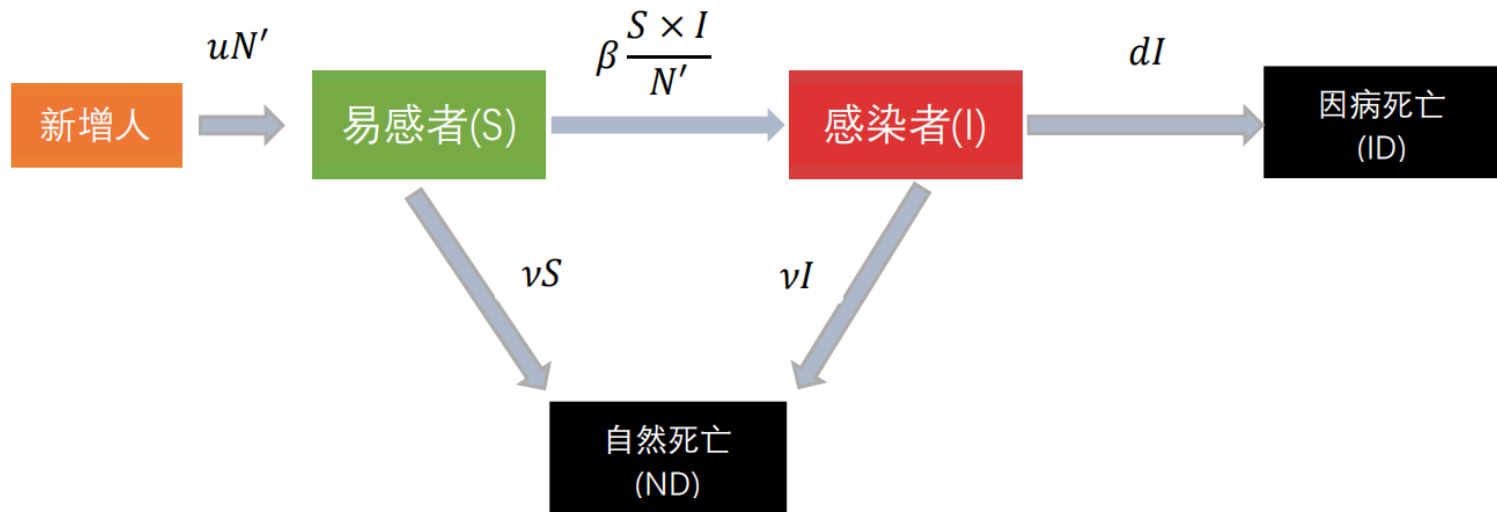 uN′
β S × I / N′
dI
新增人
易感者(S)
感染者(I)
因病死亡
(ID)
νS
νI
自然死亡
(ND)